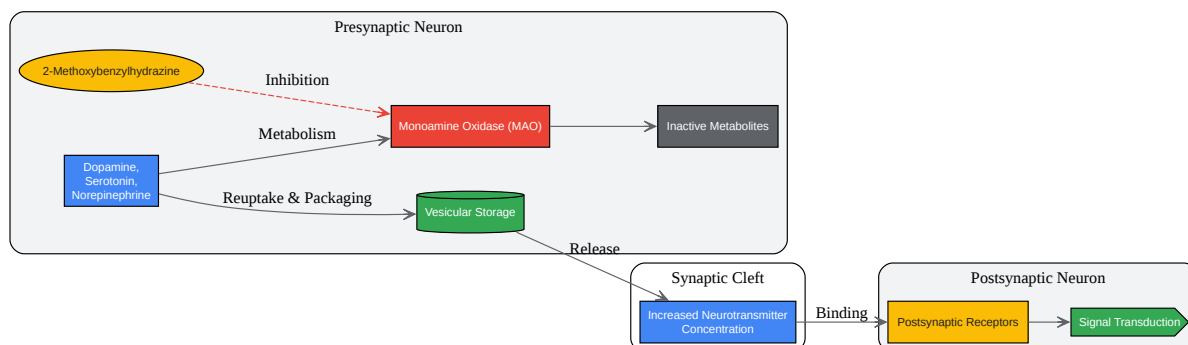 Presynaptic Neuron
2-Methoxybenzylhydrazine
Inhibition
Monoamine Oxidase (MAO)
Inactive Metabolites
Metabolism
Dopamine,
Serotonin,
Norepinephrine
Reuptake & Packaging
Vesicular Storage
Release
Synaptic Cleft
Increased Neurotransmitter
Concentration
Binding
Postsynaptic Neuron
Postsynaptic Receptors
Signal Transduction